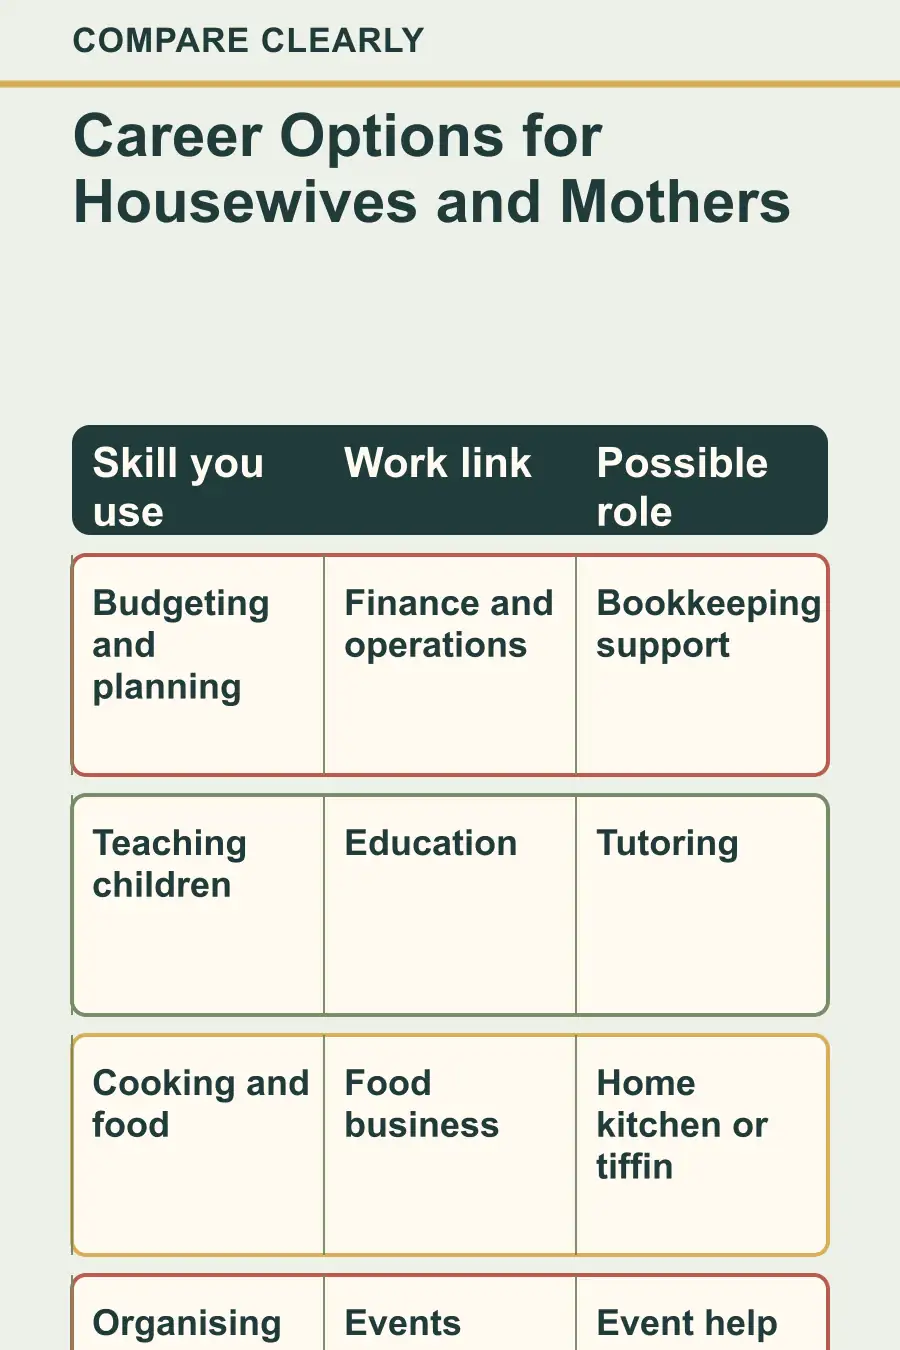 COMPARE CLEARLY
Career Options for
Housewives and Mothers
Skill you use
Work link
Possible role
Budgeting and planning
Finance and operations
Bookkeeping support
Teaching children
Education
Tutoring
Cooking and food
Food business
Home kitchen or tiffin
Organising
Events
Event help